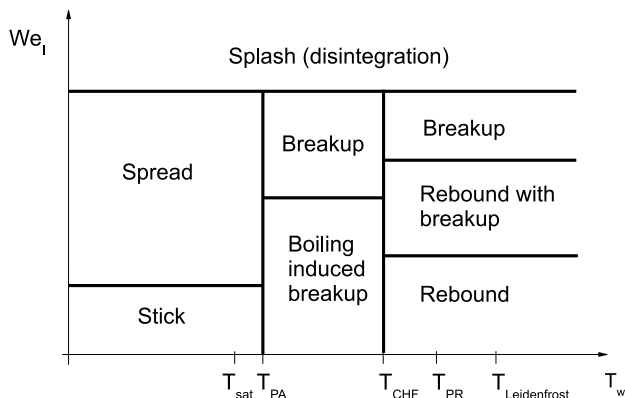 We_l
Splash (disintegration)
Breakup
Breakup
Spread
Rebound with
breakup
Boiling
induced
breakup
Rebound
Stick
T_sat T_PA T_CHF T_PR T_Leidenfrost T_w